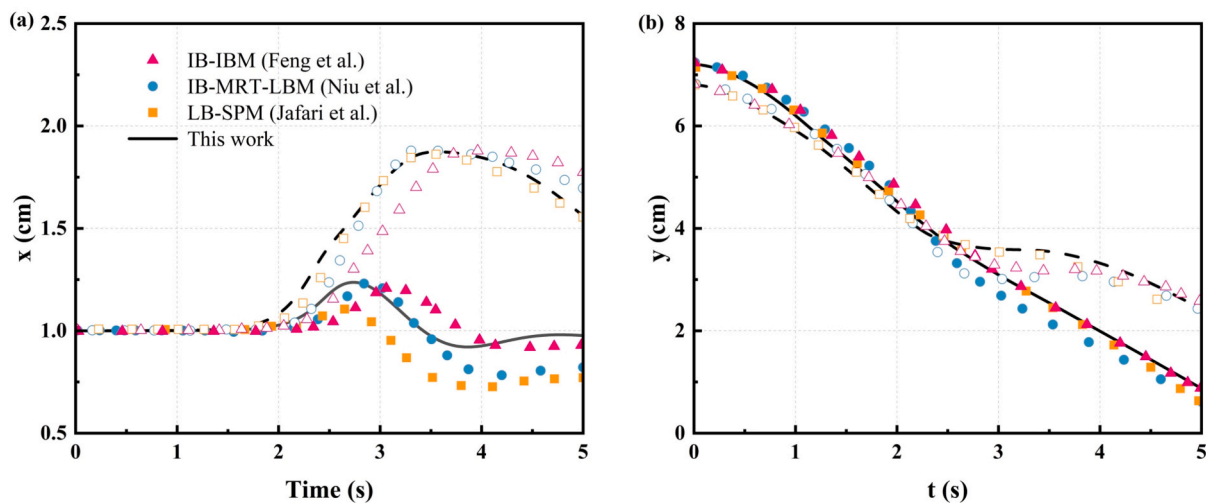 (a)
2.5
2.0
1.5
1.0
0.5
x (cm)
IB-IBM (Feng et al.)
IB-MRT-LBM (Niu et al.)
LB-SPM (Jafari et al.)
This work
0 1 2 3 4 5
Time (s)
(b)
8
6
4
2
0
y (cm)
0 1 2 3 4 5
t (s)